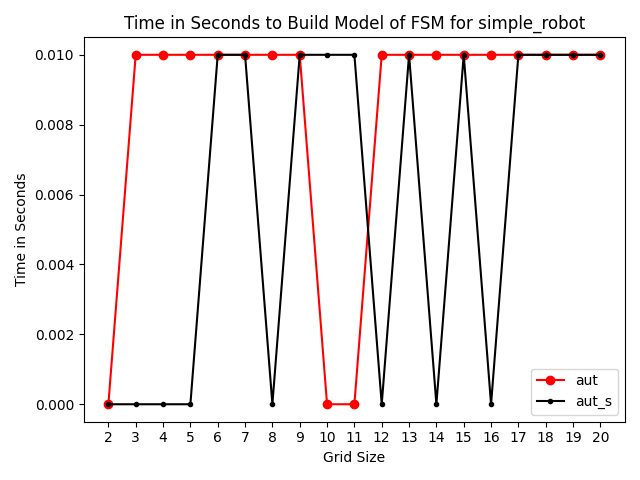 Time in Seconds to Build Model of FSM for simple_robot
0.010
0.008
0.006
0.004
0.002
0.000
Time in Seconds
2 3 4 5 6 7 8 9 10 11 12 13 14 15 16 17 18 19 20
Grid Size
aut
aut_s